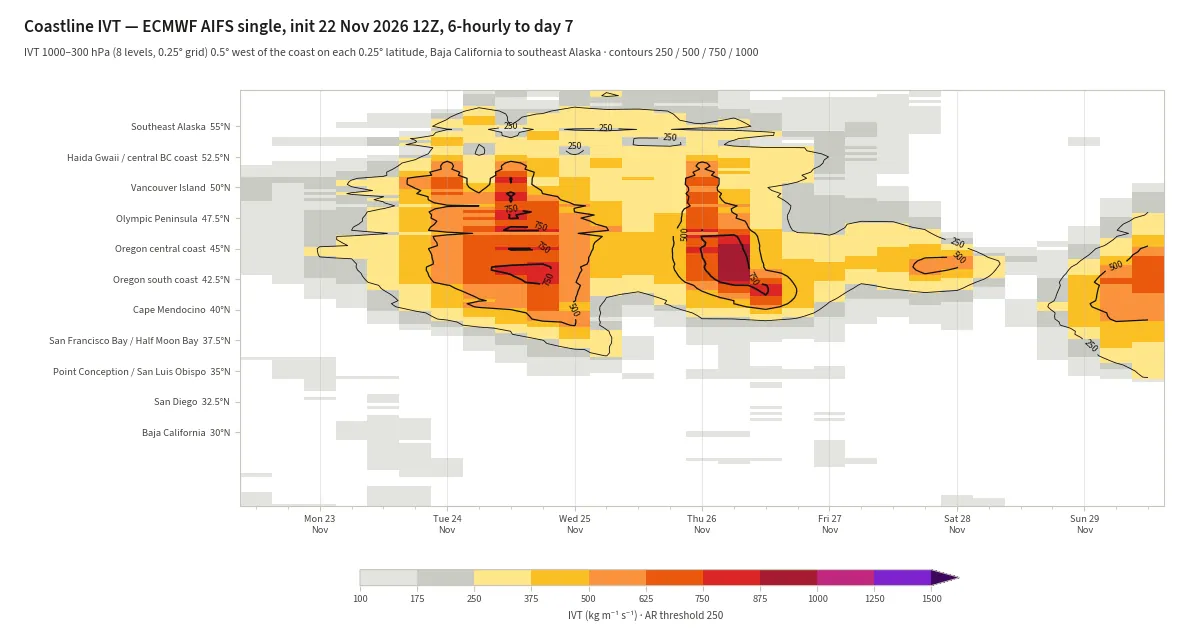 Coastline IVT — ECMWF AIFS single, init 22 Nov 2026 12Z, 6-hourly to day 7
IVT 1000–300 hPa (8 levels, 0.25° grid) 0.5° west of the coast on each 0.25° latitude, Baja California to southeast Alaska · contours 250 / 500 / 750 / 1000
Southeast Alaska 55°N
Haida Gwaii / central BC coast 52.5°N
Vancouver Island 50°N
Olympic Peninsula 47.5°N
Oregon central coast 45°N
Oregon south coast 42.5°N
Cape Mendocino 40°N
San Francisco Bay / Half Moon Bay 37.5°N
Point Conception / San Luis Obispo 35°N
San Diego 32.5°N
Baja California 30°N
250
250
250
250
750
750
750
750
500
500
750
250
500
500
250
Mon 23
Nov
Tue 24
Nov
Wed 25
Nov
Thu 26
Nov
Fri 27
Nov
Sat 28
Nov
Sun 29
Nov
100 175 250 375 500 625 750 875 1000 1250 1500
IVT (kg m⁻¹ s⁻¹) · AR threshold 250